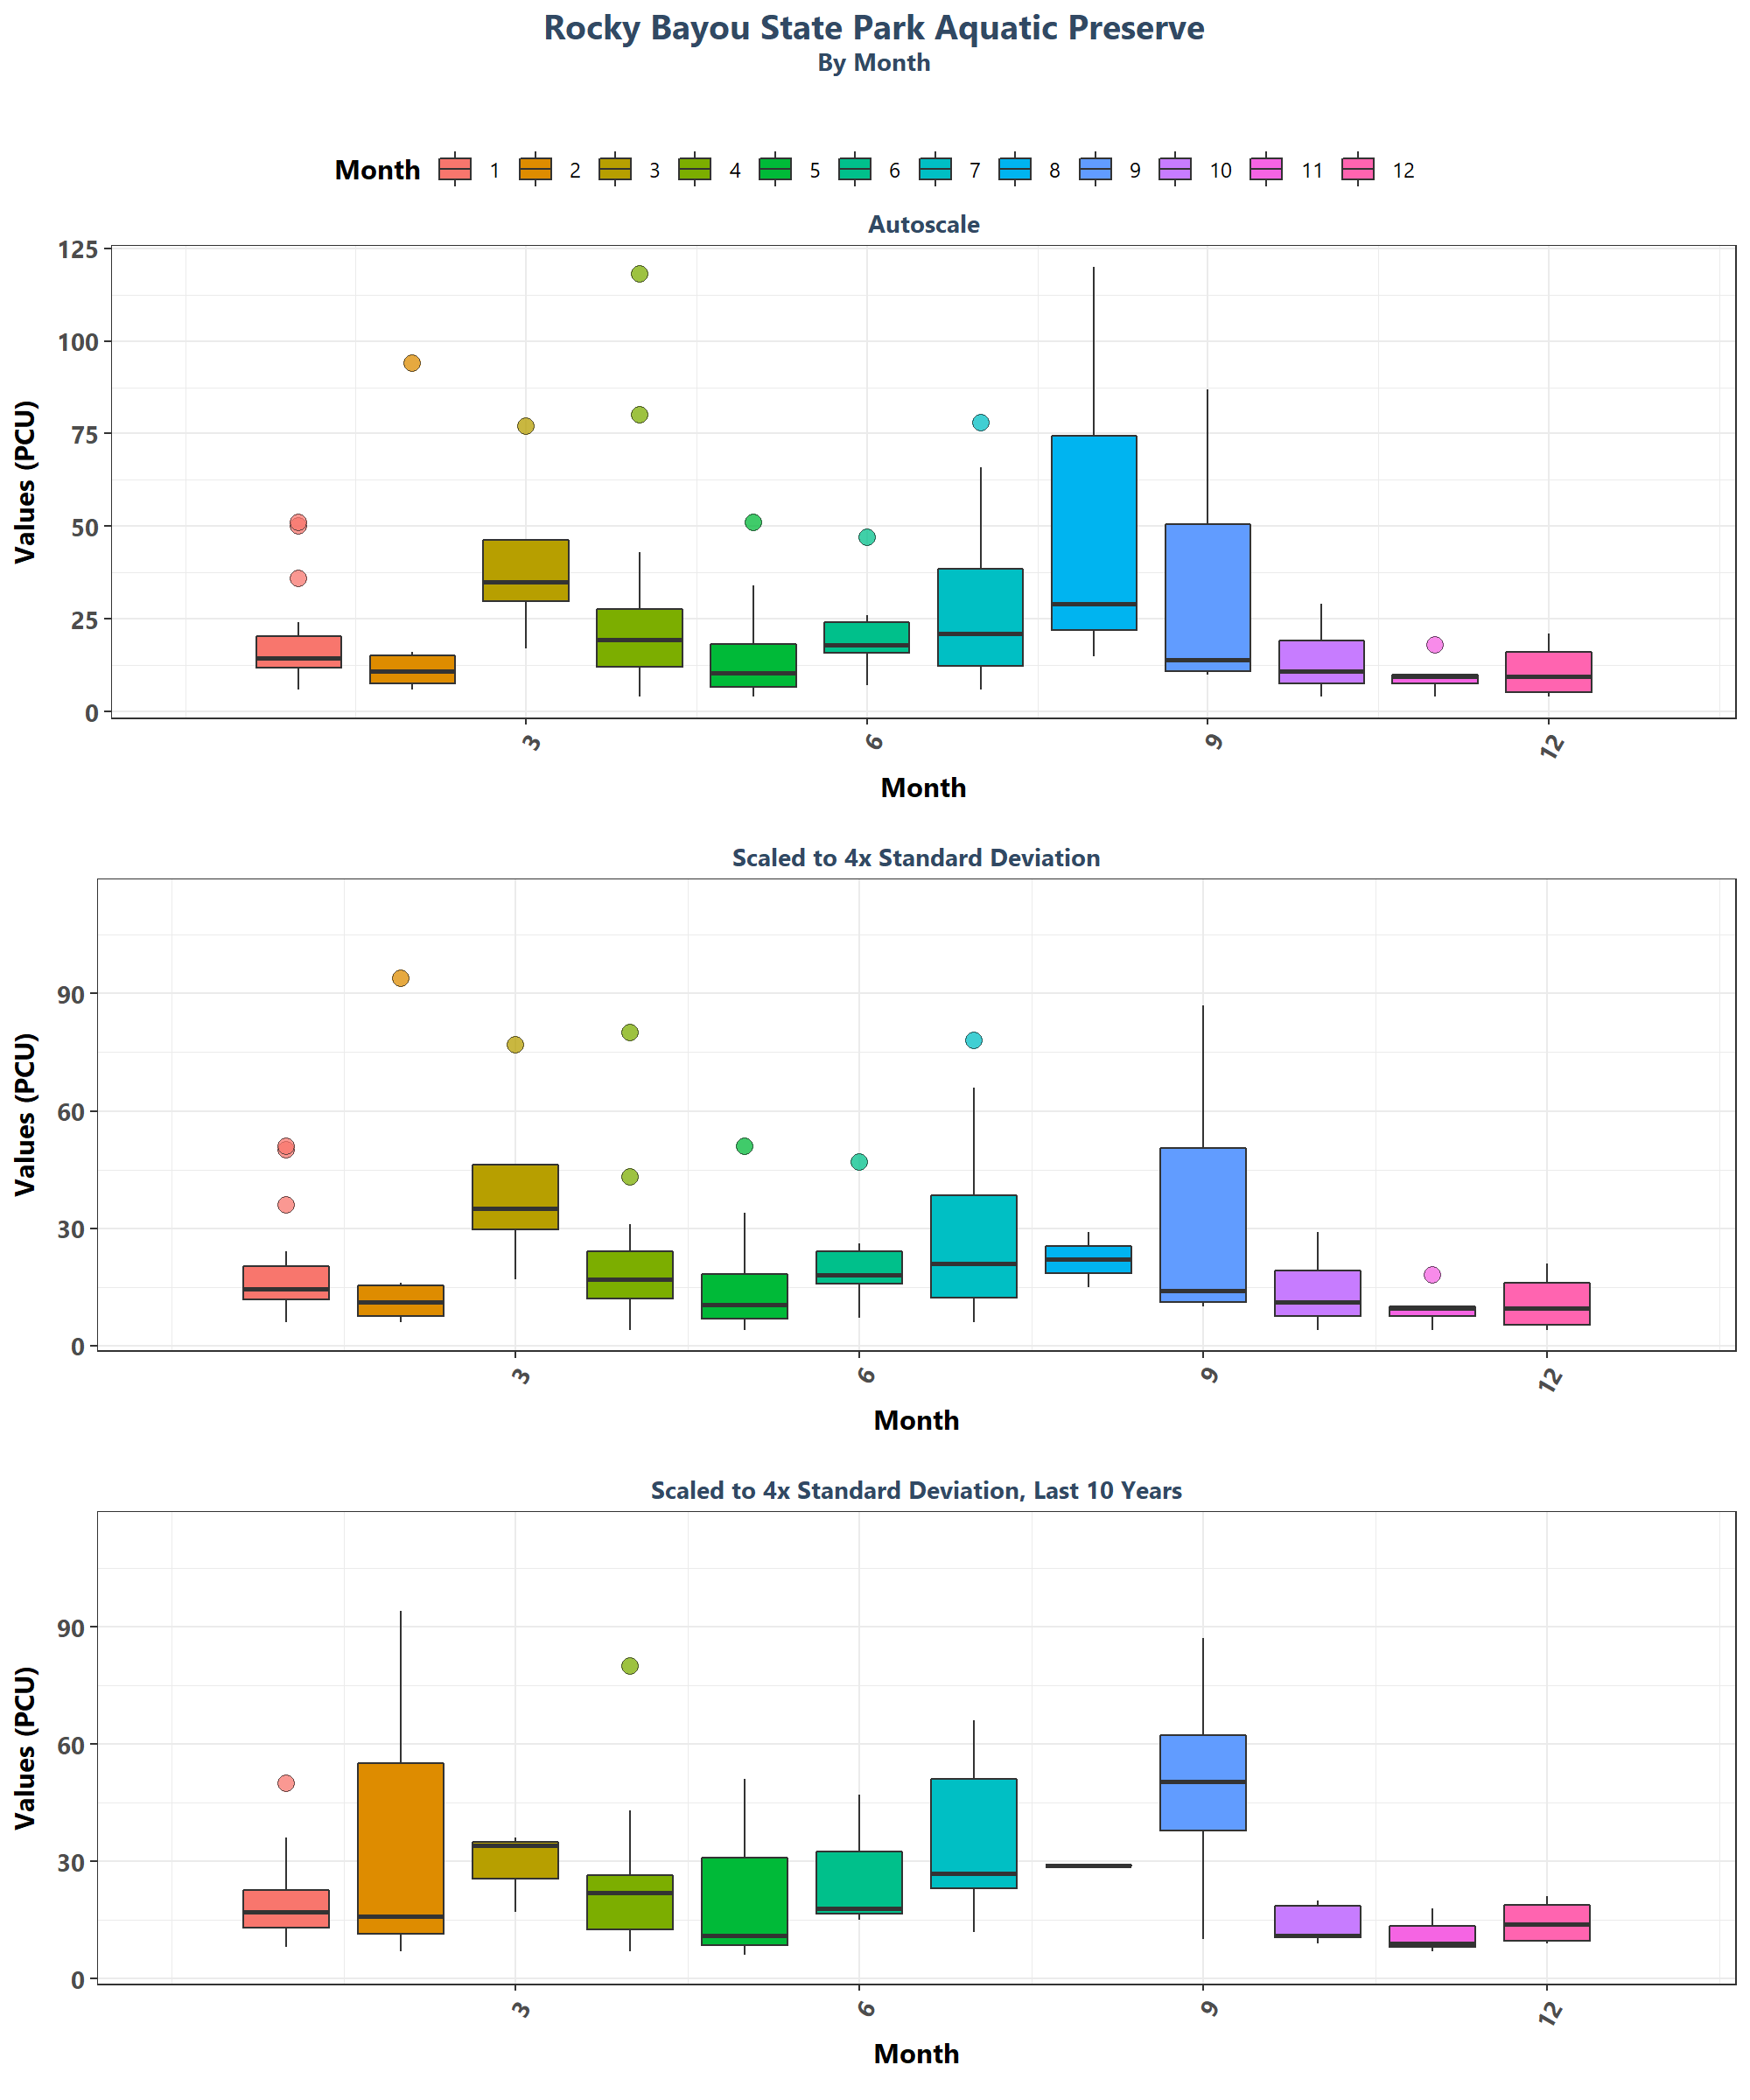 Rocky Bayou State Park Aquatic Preserve
By Month
Month 1 2 3 4 5 6 7 8 9 10 11 12
Autoscale
125
100
75
50
25
0
Values (PCU)
3 6 9 12
Month
Scaled to 4x Standard Deviation
90
60
30
0
Values (PCU)
3 6 9 12
Month
Scaled to 4x Standard Deviation, Last 10 Years
90
60
30
0
Values (PCU)
3 6 9 12
Month